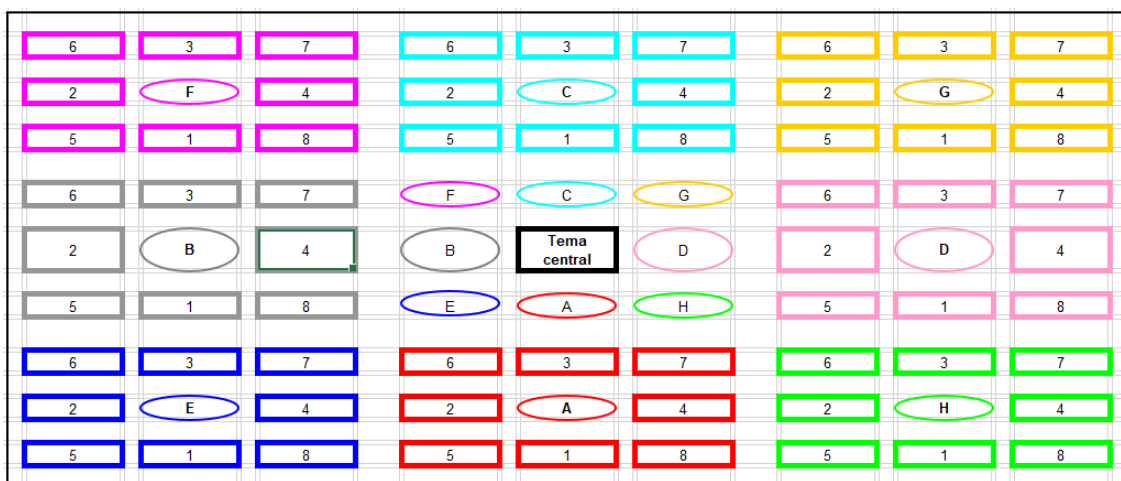 6 3 7 6 3 7 6 3 7
2 F 4 2 C 4 2 G 4
5 1 8 5 1 8 5 1 8
6 3 7 F C G 6 3 7
2 B 4 B Tema central D 2 D 4
5 1 8 E A H 5 1 8
6 3 7 6 3 7 6 3 7
2 E 4 2 A 4 2 H 4
5 1 8 5 1 8 5 1 8